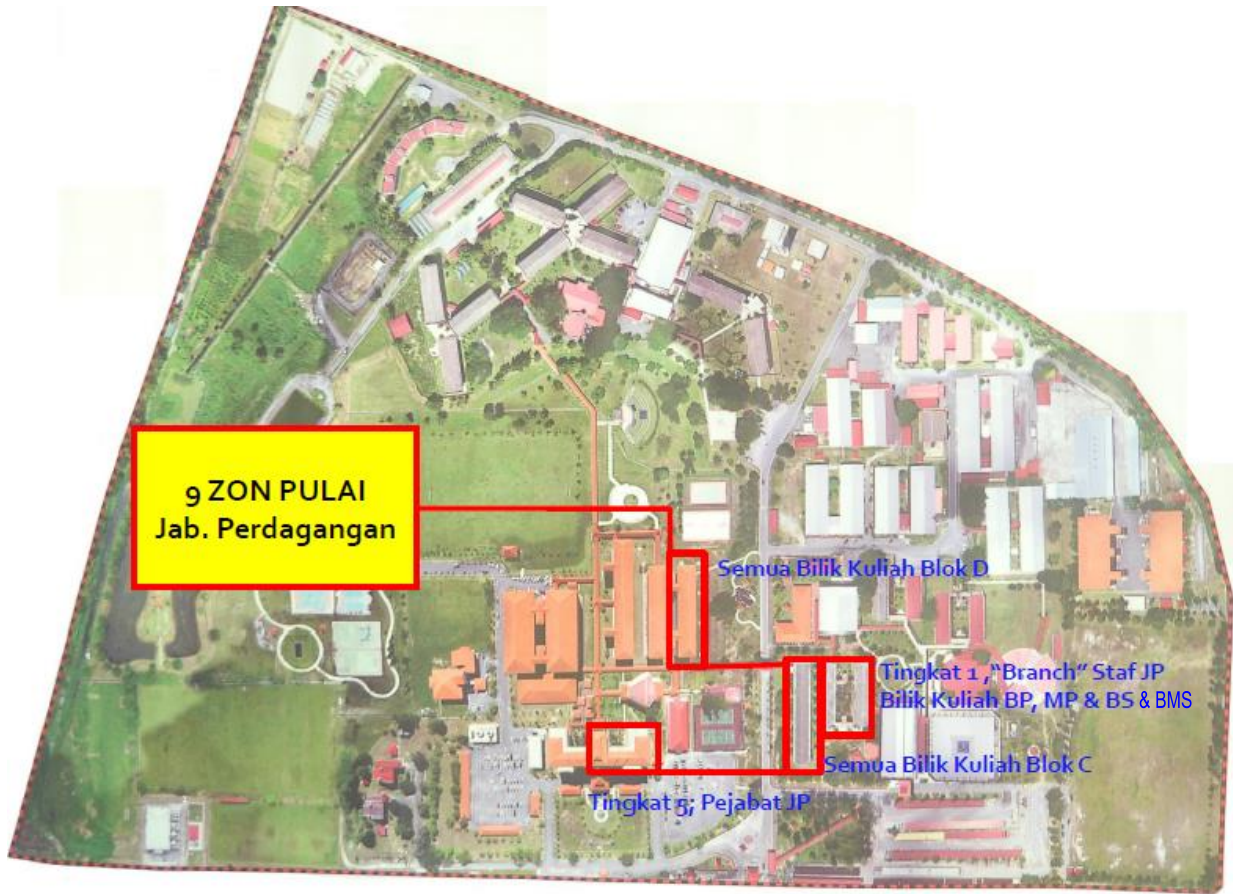 9 ZON PULAI
Jab. Perdagangan
Semua Bilik Kuliah Blok D
Tingkat 1 ,"Branch" Staf JP
Bilik Kuliah BP, MP & BS & BMS
Semua Bilik Kuliah Blok C
Tingkat 5; Pejabat JP